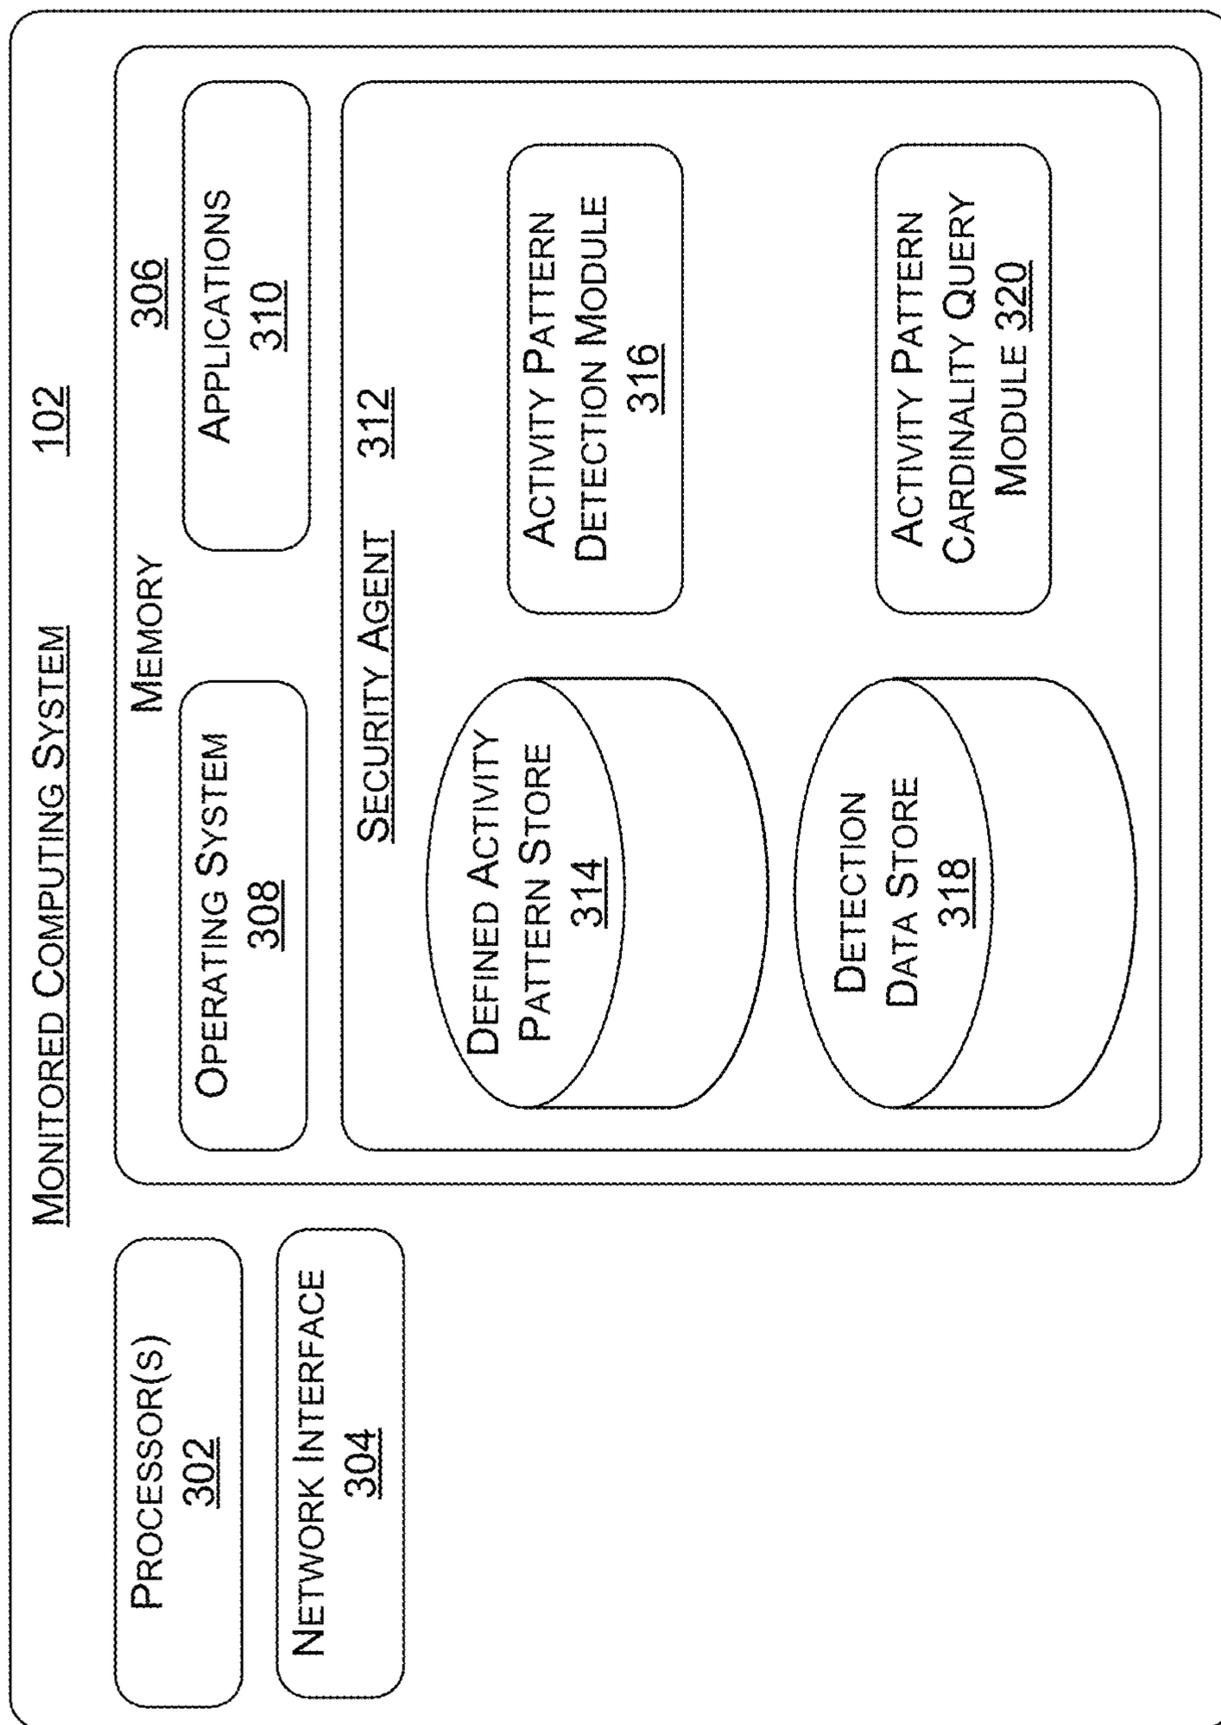 MONITORED COMPUTING SYSTEM 102
PROCESSOR(S)
302
NETWORK INTERFACE
304
MEMORY 306
OPERATING SYSTEM
308
APPLICATIONS
310
SECURITY AGENT 312
DEFINED ACTIVITY
PATTERN STORE
314
ACTIVITY PATTERN
DETECTION MODULE
316
DETECTION
DATA STORE
318
ACTIVITY PATTERN
CARDINALITY QUERY
MODULE 320